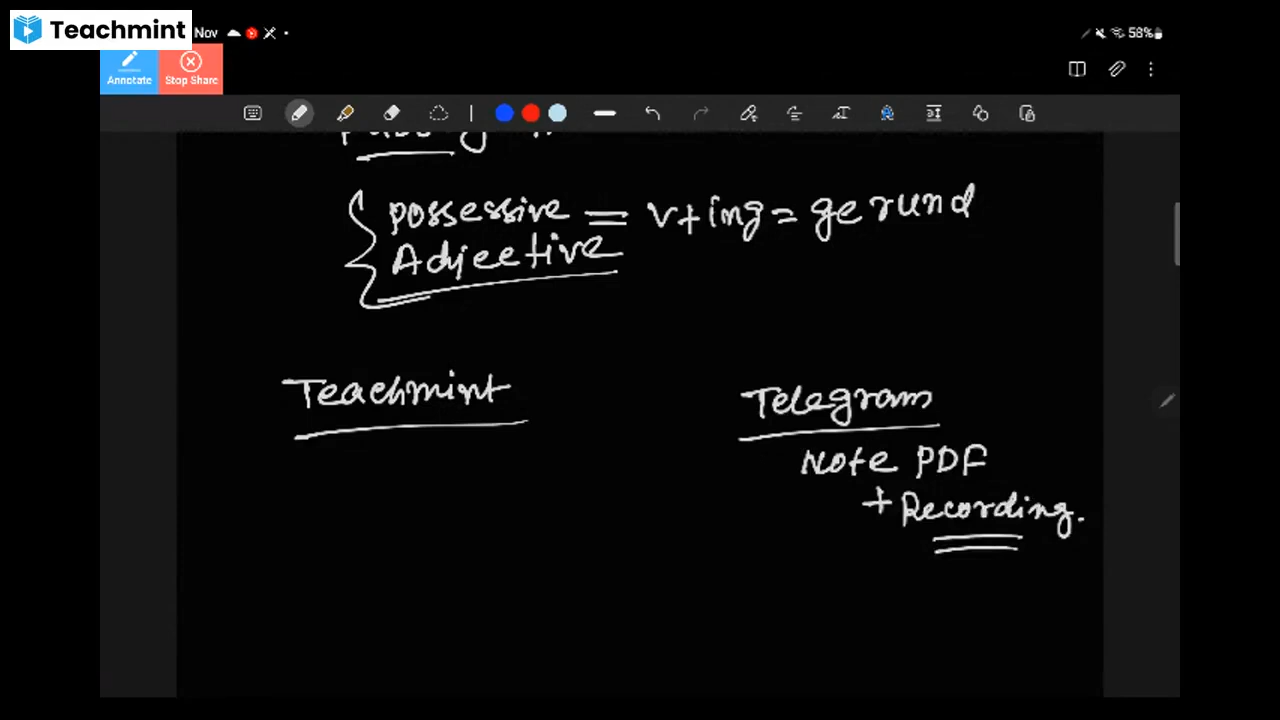 Teachmint
Nov
58%
Annotate
Stop Share
Possessive = v+ing = gerund
Adjective
Teachmint
Telegram
Note PDF
+ Recording.